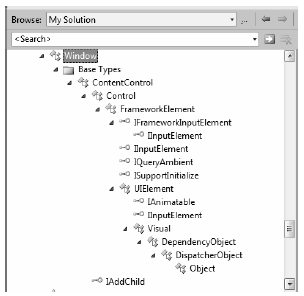 Browse: My Solution ...
<Search>
Window
Base Types
ContentControl
Control
FrameworkElement
IFrameworkInputElement
IInputElement
IInputElement
IQueryAmbient
ISupportInitialize
UIElement
IAnimatable
IInputElement
Visual
DependencyObject
DispatcherObject
Object
IAddChild